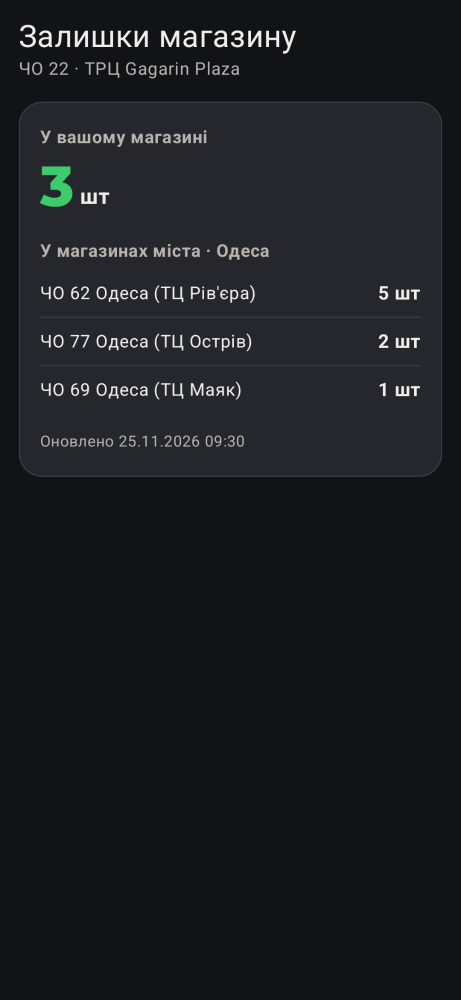 Залишки магазину
ЧО 22 · ТРЦ Gagarin Plaza
У вашому магазині
3 шт
У магазинах міста · Одеса
ЧО 62 Одеса (ТЦ Рів'єра) 5 шт
ЧО 77 Одеса (ТЦ Острів) 2 шт
ЧО 69 Одеса (ТЦ Маяк) 1 шт
Оновлено 25.11.2026 09:30